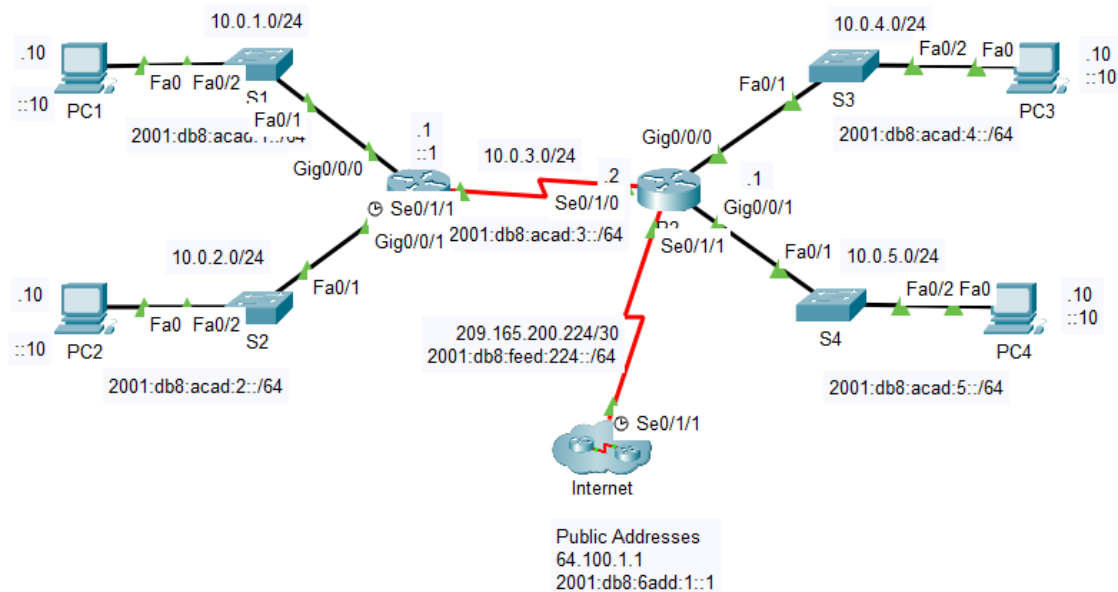 10.0.1.0/24
.10
Fa0
Fa0/2
S1
PC1
::10
Fa0/1
2001:db8:acad:1::/64
Gig0/0/0
.1
::1
10.0.3.0/24
Se0/1/1
.2
Se0/1/0
2001:db8:acad:3::/64
Gig0/0/1
10.0.2.0/24
.10
Fa0/1
Fa0
Fa0/2
S2
PC2
::10
2001:db8:acad:2::/64
10.0.4.0/24
Fa0/2
Fa0
.10
::10
Fa0/1
S3
PC3
2001:db8:acad:4::/64
Gig0/0/0
.1
Gig0/0/1
R2
Se0/1/1
Fa0/1
10.0.5.0/24
Fa0/2
Fa0
.10
::10
S4
PC4
2001:db8:acad:5::/64
209.165.200.224/30
2001:db8:feed:224::/64
Se0/1/1
Internet
Public Addresses
64.100.1.1
2001:db8:6add:1::1